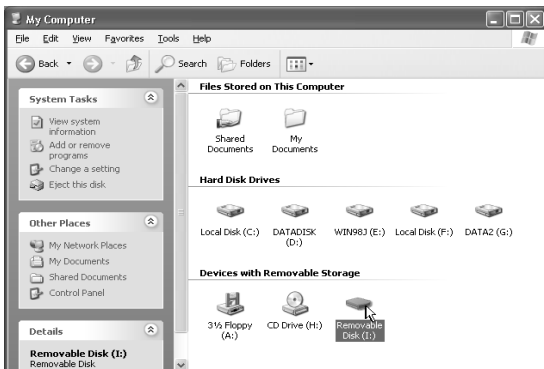 My Computer
File Edit View Favorites Tools Help
Back Search Folders
System Tasks
View system
information
Add or remove
programs
Change a setting
Eject this disk
Other Places
My Network Places
My Documents
Shared Documents
Control Panel
Details
Removable Disk (I:)
Removable Disk
Files Stored on This Computer
Shared
Documents
My
Documents
Hard Disk Drives
Local Disk (C:)
DATADISK
(D:)
WIN98J (E:)
Local Disk (F:)
DATA2 (G:)
Devices with Removable Storage
3½ Floppy
(A:)
CD Drive (H:)
Removable
Disk (I:)